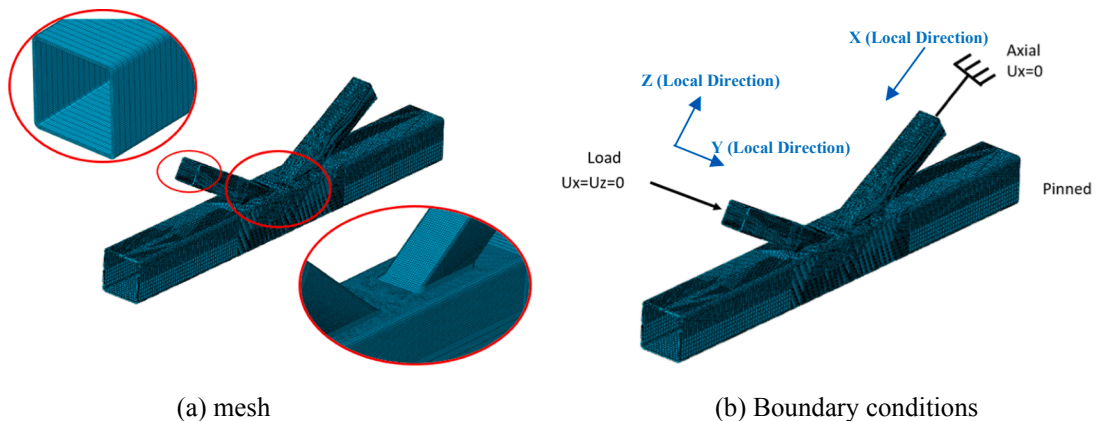 X (Local Direction)
Axial
Ux=0
Z (Local Direction)
Y (Local Direction)
Load
Ux=Uz=0
Pinned
(a) mesh
(b) Boundary conditions